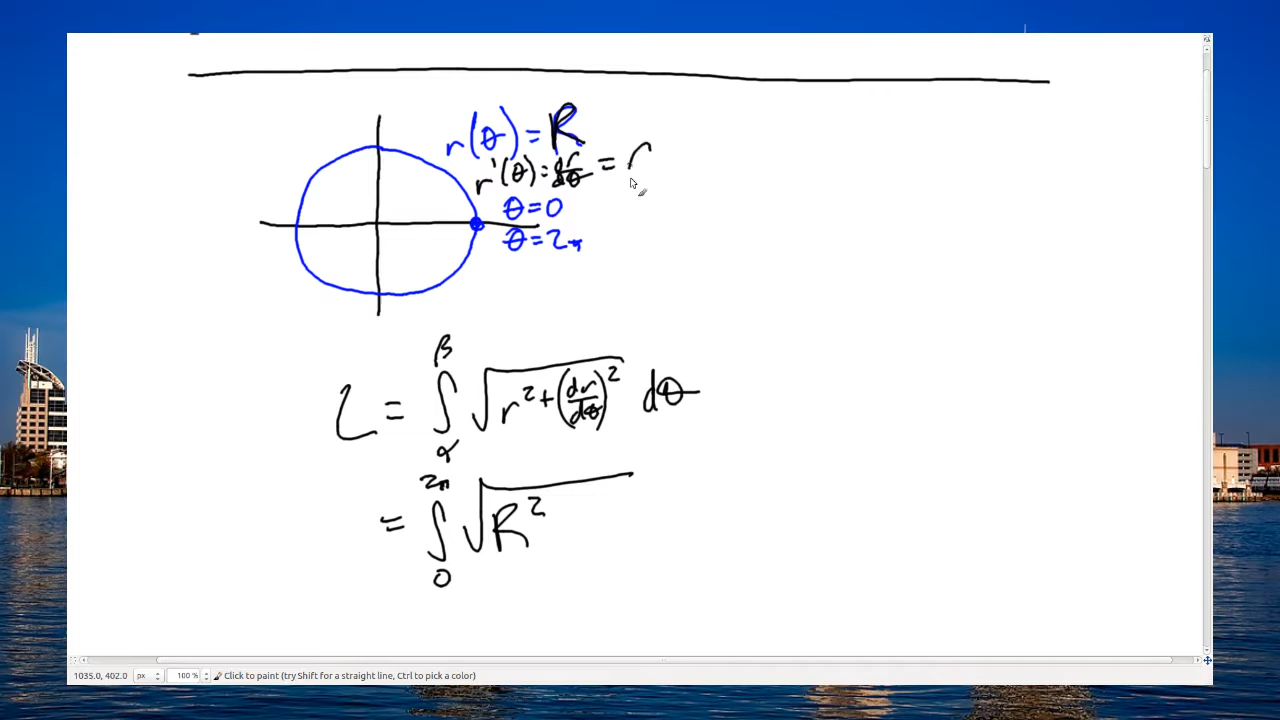 r(θ) = R
r'(θ) = dr/dθ =
θ = 0
θ = 2π
L = ∫_α^β √(r² + (dr/dθ)²) dθ
= ∫_0^2π √(R²
1035.0, 402.0 px 100 % Click to paint (try Shift for a straight line, Ctrl to pick a color)